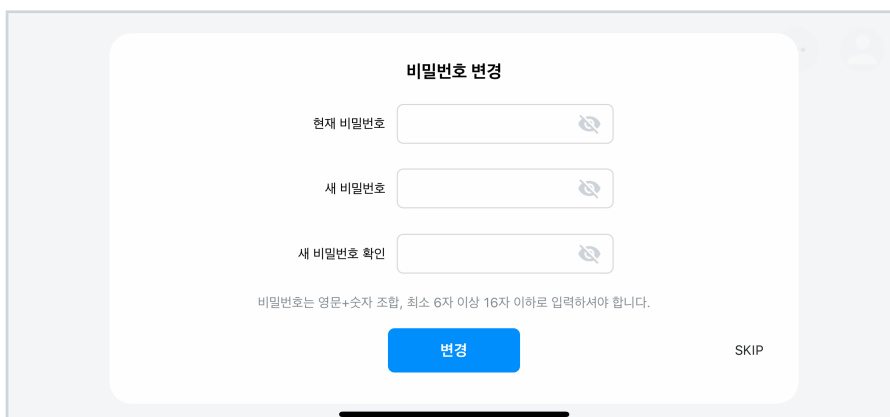 비밀번호 변경
현재 비밀번호
새 비밀번호
새 비밀번호 확인
비밀번호는 영문+숫자 조합, 최소 6자 이상 16자 이하로 입력하셔야 합니다.
변경
SKIP